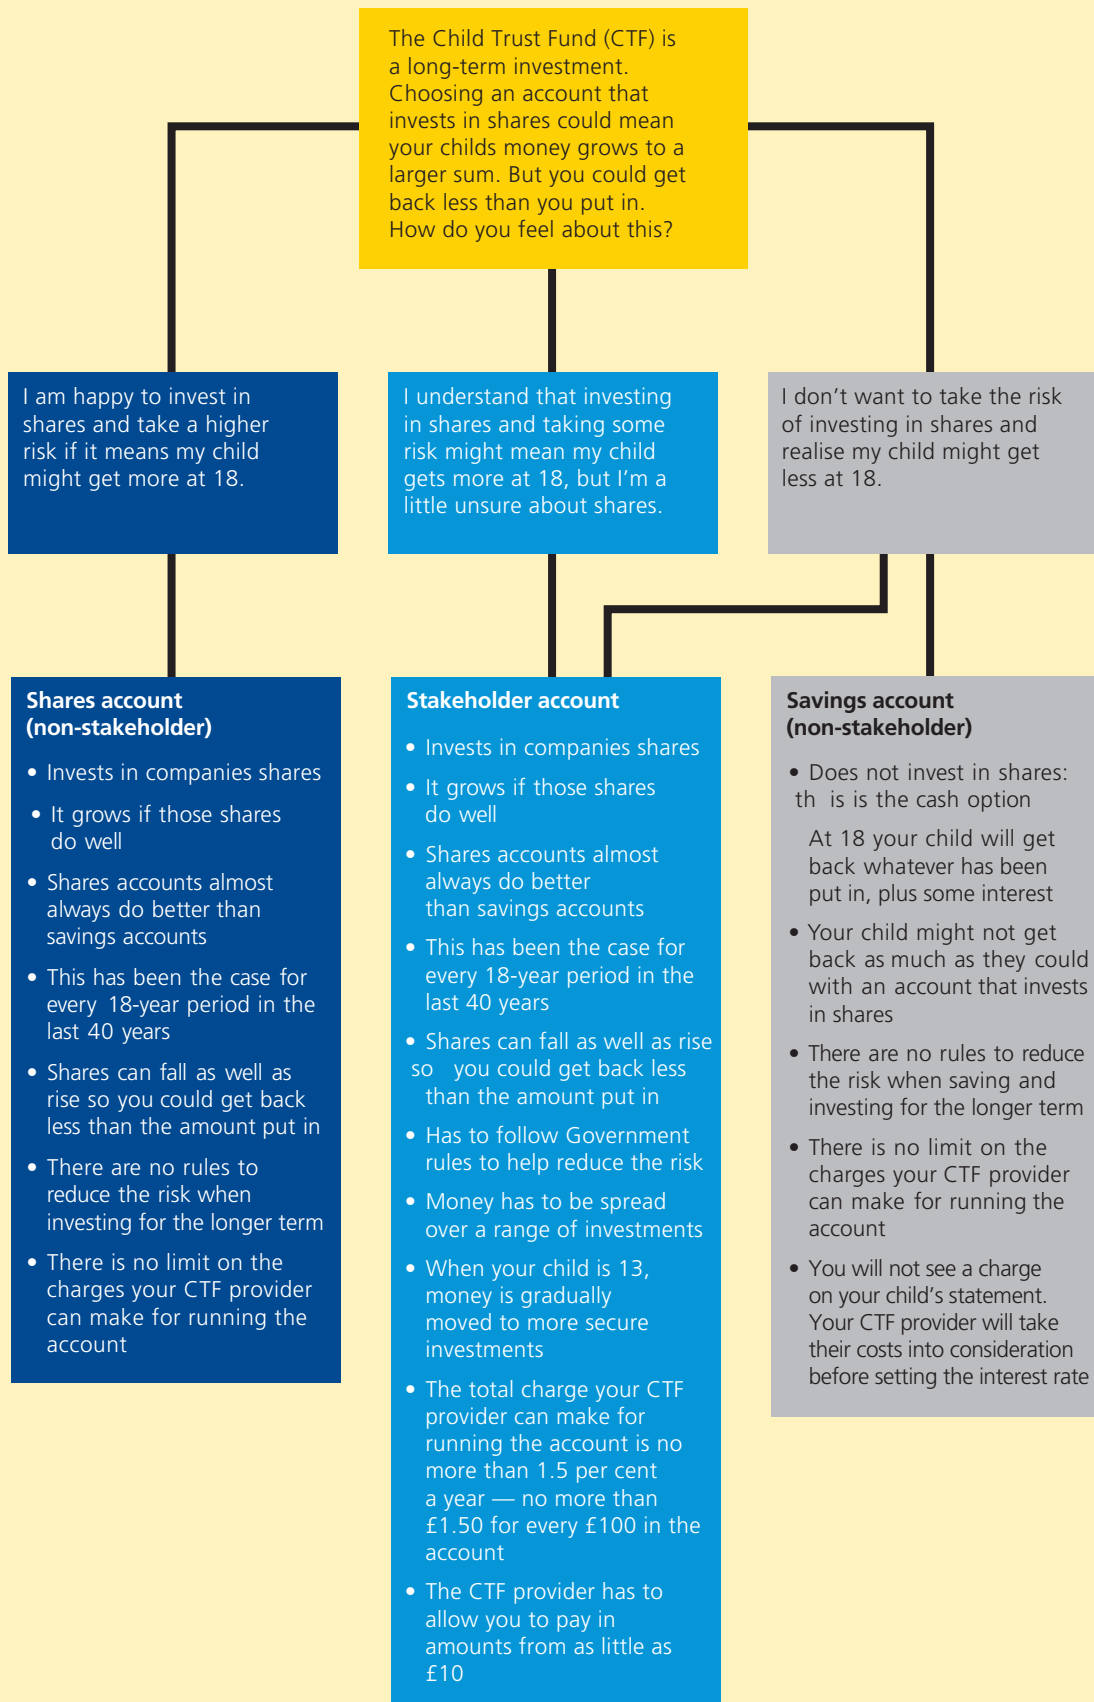 The Child Trust Fund (CTF) is
a long-term investment.
Choosing an account that
invests in shares could mean
your childs money grows to a
larger sum. But you could get
back less than you put in.
How do you feel about this?
I am happy to invest in
shares and take a higher
risk if it means my child
might get more at 18.
I understand that investing
in shares and taking some
risk might mean my child
gets more at 18, but I'm a
little unsure about shares.
I don't want to take the risk
of investing in shares and
realise my child might get
less at 18.
Shares account
(non-stakeholder)
• Invests in companies shares
• It grows if those shares
do well
• Shares accounts almost
always do better than
savings accounts
• This has been the case for
every 18-year period in the
last 40 years
• Shares can fall as well as
rise so you could get back
less than the amount put in
• There are no rules to
reduce the risk when
investing for the longer term
• There is no limit on the
charges your CTF provider
can make for running the
account
Stakeholder account
• Invests in companies shares
• It grows if those shares
do well
• Shares accounts almost
always do better
than savings accounts
• This has been the case for
every 18-year period in the
last 40 years
• Shares can fall as well as rise
so you could get back less
than the amount put in
• Has to follow Government
rules to help reduce the risk
• Money has to be spread
over a range of investments
• When your child is 13,
money is gradually
moved to more secure
investments
• The total charge your CTF
provider can make for
running the account is no
more than 1.5 per cent
a year — no more than
£1.50 for every £100 in the
account
• The CTF provider has to
allow you to pay in
amounts from as little as
£10
Savings account
(non-stakeholder)
• Does not invest in shares:
th is is the cash option
At 18 your child will get
back whatever has been
put in, plus some interest
• Your child might not get
back as much as they could
with an account that invests
in shares
• There are no rules to reduce
the risk when saving and
investing for the longer term
• There is no limit on the
charges your CTF provider
can make for running the
account
• You will not see a charge
on your child's statement.
Your CTF provider will take
their costs into consideration
before setting the interest rate